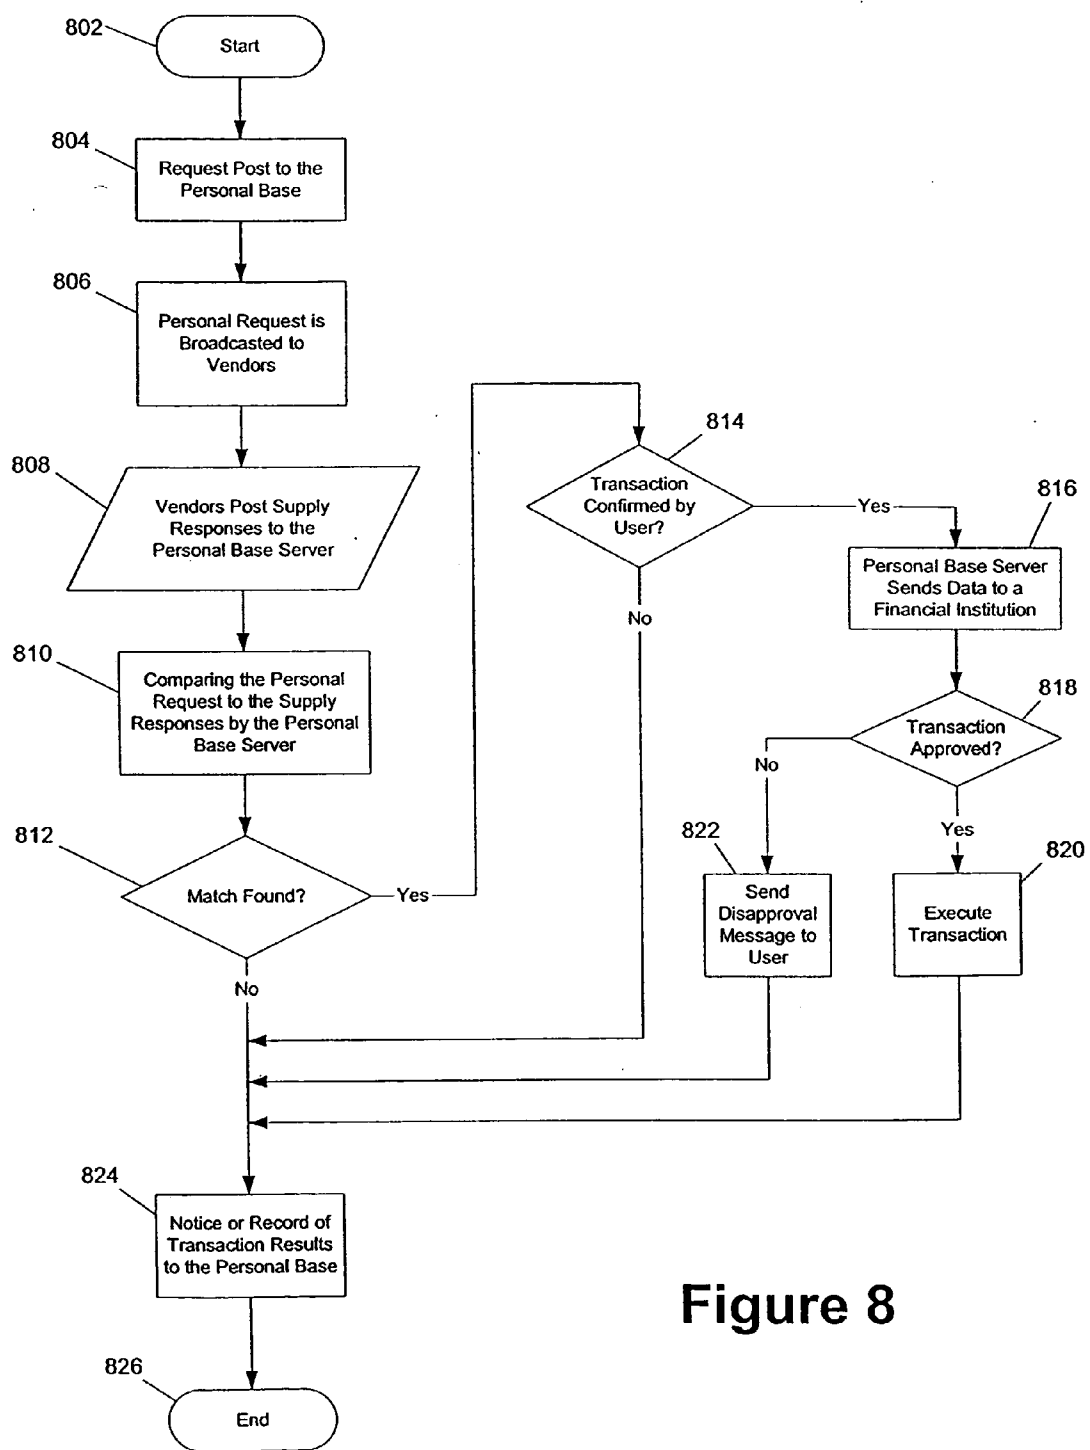 802
Start
804
Request Post to the
Personal Base
806
Personal Request is
Broadcasted to
Vendors
808
Vendors Post Supply
Responses to the
Personal Base Server
810
Comparing the Personal
Request to the Supply
Responses by the Personal
Base Server
812
Match Found?
Yes
No
814
Transaction
Confirmed by
User?
Yes
No
816
Personal Base Server
Sends Data to a
Financial Institution
818
Transaction
Approved?
No
Yes
822
Send
Disapproval
Message to
User
820
Execute
Transaction
824
Notice or Record of
Transaction Results
to the Personal Base
826
End
Figure 8